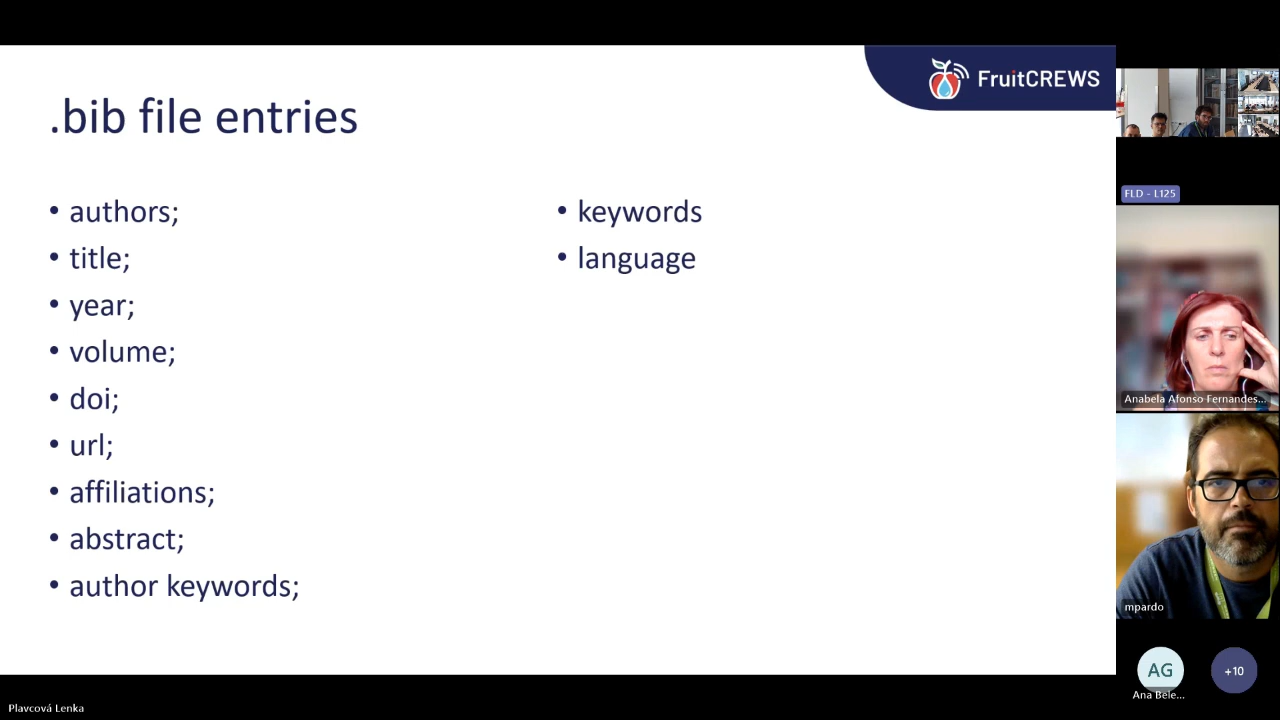 FruitCREWS
.bib file entries
• authors;
• title;
• year;
• volume;
• doi;
• url;
• affiliations;
• abstract;
• author keywords;
• keywords
• language
FLD - L125
Anabela Afonso Fernandes...
mpardo
AG
Ana Bele...
+10
Plavcová Lenka